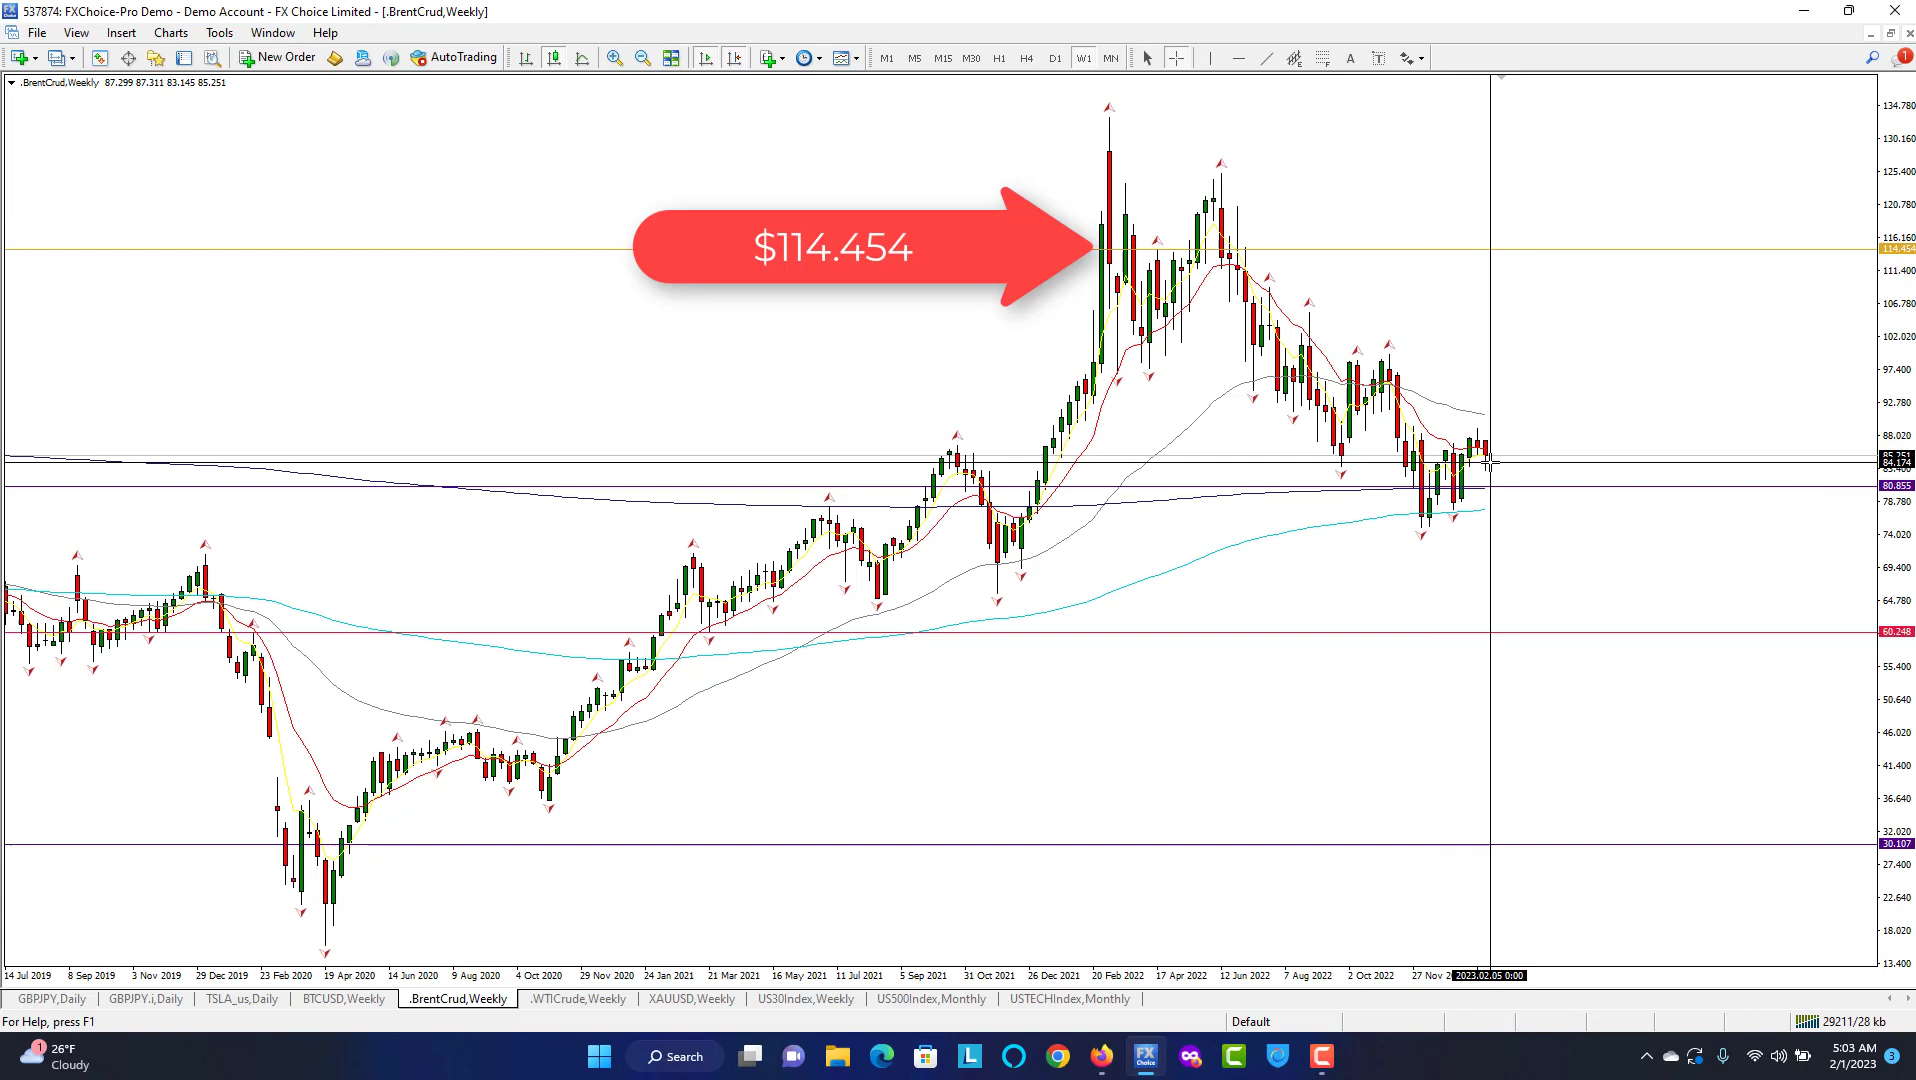 537874: FXChoice-Pro Demo - Demo Account - FX Choice Limited - [.BrentCrud,Weekly]
File View Insert Charts Tools Window Help
New Order AutoTrading M1 M5 M15 M30 H1 H4 D1 W1 MN A T 1
.BrentCrud,Weekly 87.299 87.311 83.145 85.251
134.780
130.160
125.400
120.780
116.160
$114.454
114.454
111.400
106.780
102.020
97.400
92.780
88.020
85.251
84.174
80.855
78.780
74.020
69.400
64.780
60.248
55.400
50.640
46.020
41.400
36.640
32.020
30.107
27.400
22.640
18.020
13.400
14 Jul 2019 8 Sep 2019 3 Nov 2019 29 Dec 2019 23 Feb 2020 19 Apr 2020 14 Jun 2020 9 Aug 2020 4 Oct 2020 29 Nov 2020 24 Jan 2021 21 Mar 2021 16 May 2021 11 Jul 2021 5 Sep 2021 31 Oct 2021 26 Dec 2021 20 Feb 2022 17 Apr 2022 12 Jun 2022 7 Aug 2022 2 Oct 2022 27 Nov 2 2023.02.05 0:00
GBPJPY,Daily GBPJPY.i,Daily TSLA_us,Daily BTCUSD,Weekly .BrentCrud,Weekly .WTICrude,Weekly XAUUSD,Weekly US30Index,Weekly US500Index,Monthly USTECHIndex,Monthly
For Help, press F1 Default 29211/28 kb
1 26°F
Cloudy
Search
FX
Choice
5:03 AM
2/1/2023
3